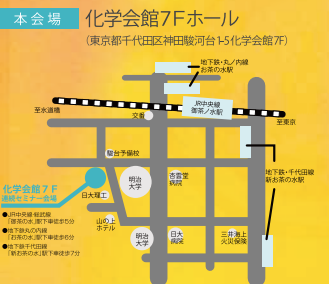 本会場
化学会館7Fホール
（東京都千代田区神田駿河台1-5化学会館7F）
地下鉄・丸ノ内線
お茶の水駅
JR中央線
御茶ノ水駅
至水道橋
交番
至東京
駿台予備校
杏雲堂
病院
地下鉄・千代田線
新お茶の水駅
明治
大学
化学会館7F
連続セミナー会場
日大理工
山の上
ホテル
明治
大学
日大
病院
三井海上
火災保険
●JR中央線・総武線
「御茶の水」駅下車徒歩5分
●地下鉄丸の内線
「お茶の水」駅下車徒歩6分
●地下鉄千代田線
「新お茶の水」駅下車徒歩7分